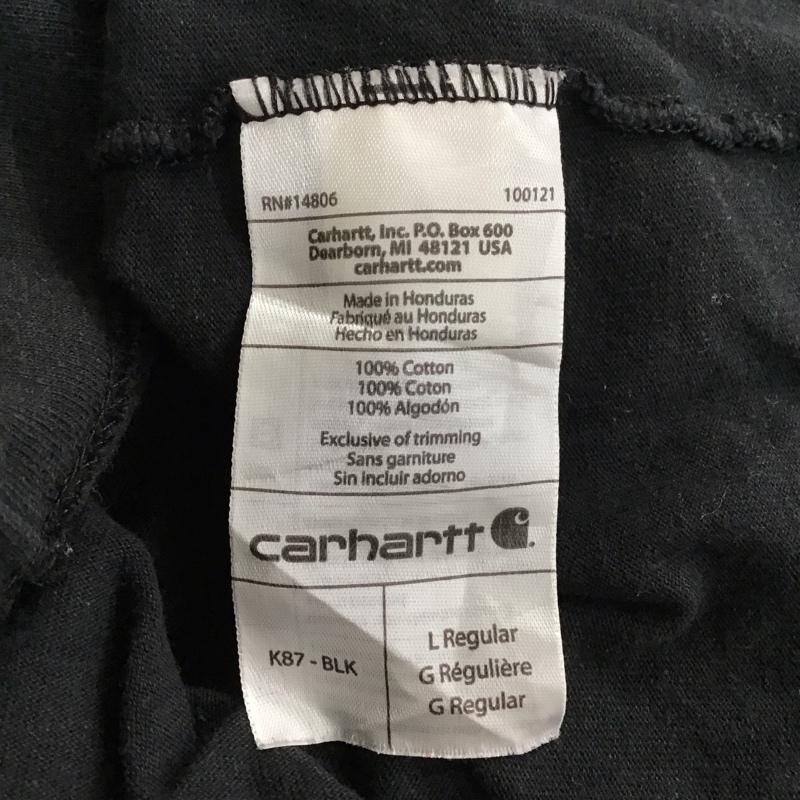 RN#14806 100121
Carhartt, Inc. P.O. Box 600
Dearborn, MI 48121 USA
carhartt.com
Made in Honduras
Fabriqué au Honduras
Hecho en Honduras
100% Cotton
100% Coton
100% Algodón
Exclusive of trimming
Sans garniture
Sin incluir adorno
carhartt
K87 - BLK
L Regular
G Régulière
G Regular